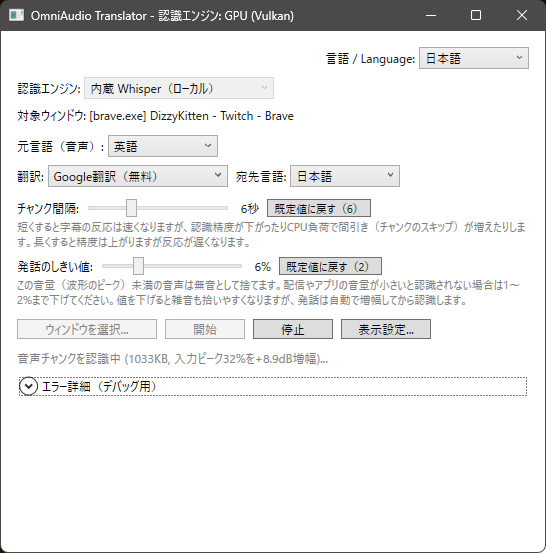 OmniAudio Translator - 認識エンジン: GPU (Vulkan)
言語 / Language: 日本語
認識エンジン: 内蔵 Whisper（ローカル）
対象ウィンドウ: [brave.exe] DizzyKitten - Twitch - Brave
元言語（音声）: 英語
翻訳: Google翻訳（無料） 宛先言語: 日本語
チャンク間隔: 6秒 既定値に戻す（6）
短くすると字幕の反応は速くなりますが、認識精度が下がったりCPU負荷で間引き（チャンクのスキップ）が増えたりしま
す。長くすると精度は上がりますが反応が遅くなります。
発話のしきい値: 6% 既定値に戻す（2）
この音量（波形のピーク）未満の音声は無音として捨てます。配信やアプリの音量が小さいと認識されない場合は1～
2%まで下げてください。値を下げると雑音も拾いやすくなりますが、発話は自動で増幅してから認識します。
ウィンドウを選択... 開始 停止 表示設定...
音声チャンクを認識中 (1033KB, 入力ピーク32%を+8.9dB増幅)...
エラー詳細（デバッグ用）